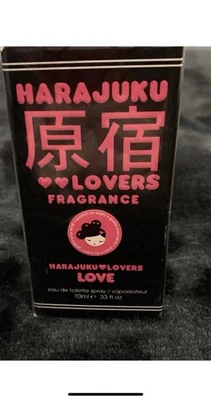 HARAJUKU
原宿
♥♥LOVERS
FRAGRANCE
HARAJUKU♥LOVERS
LOVE
eau de toilette spray / vaporisateur
10ml e .33 fl oz